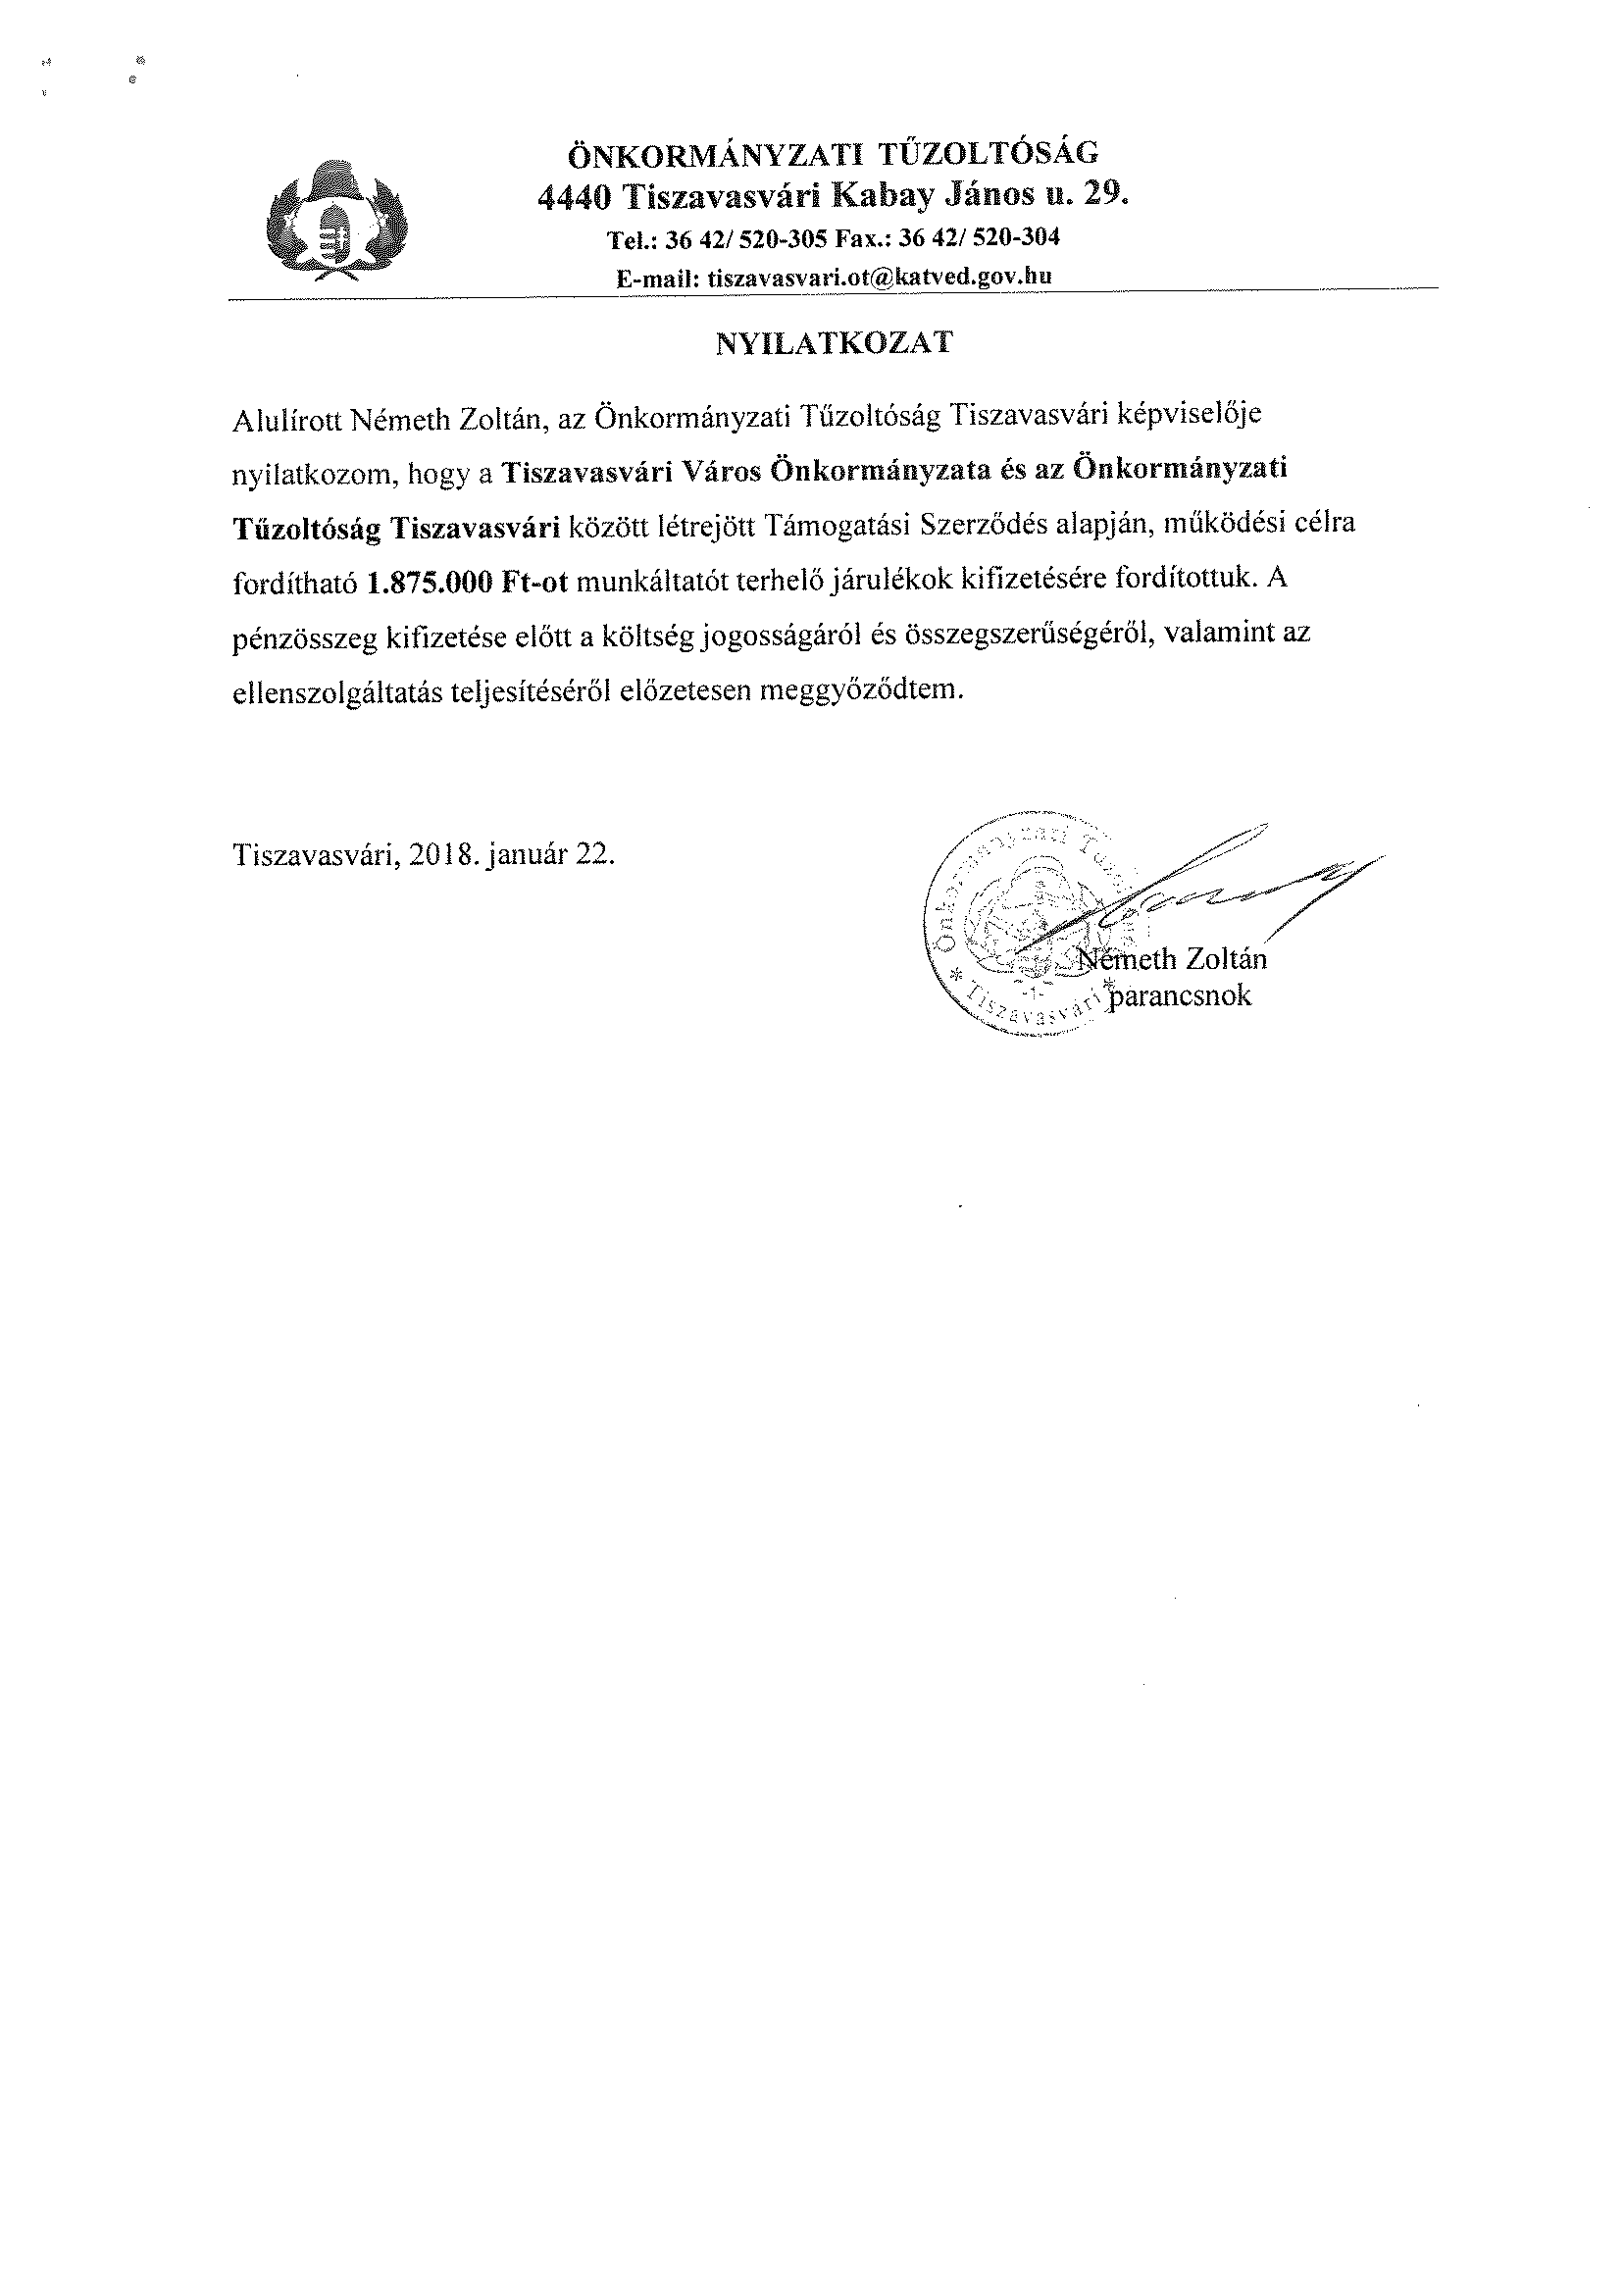 ÖNKORMÁNYZATI TŰZOLTÓSÁG
4440 Tiszavasvári Kabay János u. 29.
Tel.: 36 42/ 520-305 Fax.: 36 42/ 520-304
E-mail: tiszavasvari.ot@katved.gov.hu
NYILATKOZAT
Alulírott Németh Zoltán, az Önkormányzati Tűzoltóság Tiszavasvári képviselője
nyilatkozom, hogy a Tiszavasvári Város Önkormányzata és az Önkormányzati
Tűzoltóság Tiszavasvári között létrejött Támogatási Szerződés alapján, működési célra
fordítható 1.875.000 Ft-ot munkáltatót terhelő járulékok kifizetésére fordítottuk. A
pénzösszeg kifizetése előtt a költség jogosságáról és összegszerűségéről, valamint az
ellenszolgáltatás teljesítéséről előzetesen meggyőződtem.
Tiszavasvári, 2018. január 22.
Önkormányzati
* Tiszavasvári *
-1-
Németh Zoltán
parancsnok